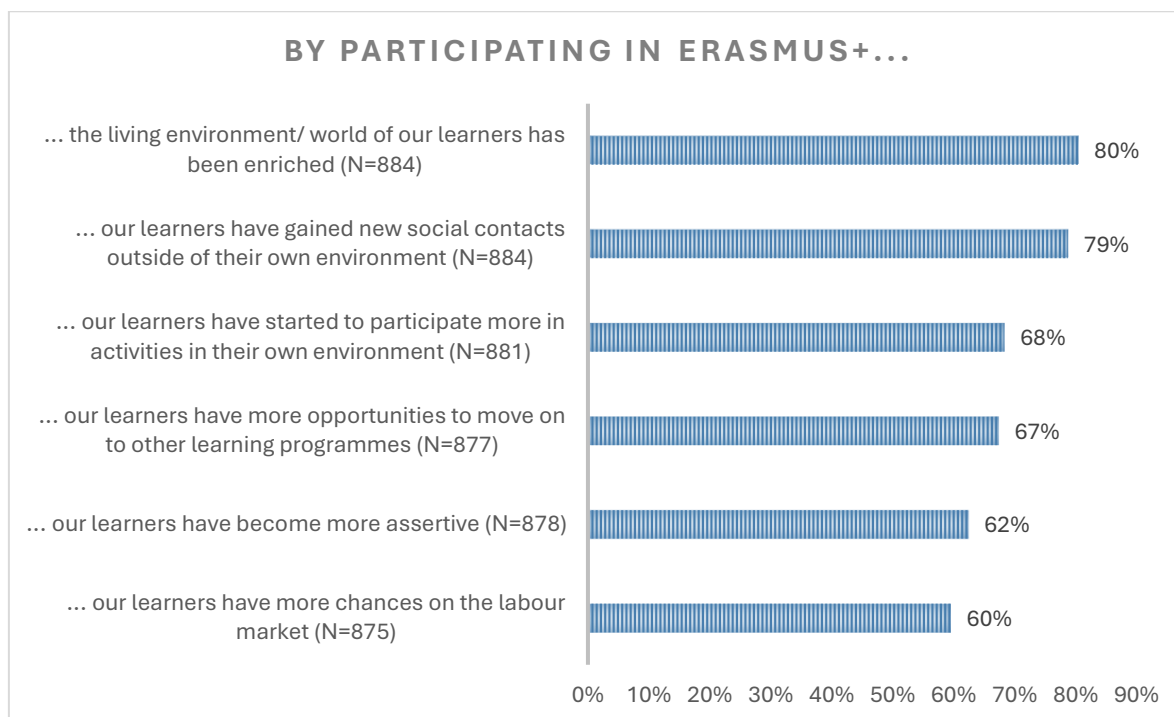 BY PARTICIPATING IN ERASMUS+...
... the living environment/ world of our learners has
been enriched (N=884)
80%
... our learners have gained new social contacts
outside of their own environment (N=884)
79%
... our learners have started to participate more in
activities in their own environment (N=881)
68%
... our learners have more opportunities to move on
to other learning programmes (N=877)
67%
... our learners have become more assertive (N=878)
62%
... our learners have more chances on the labour
market (N=875)
60%
0% 10% 20% 30% 40% 50% 60% 70% 80% 90%